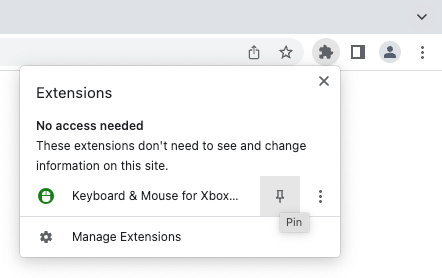 Extensions
No access needed
These extensions don't need to see and change
information on this site.
Keyboard & Mouse for Xbox...
Pin
Manage Extensions